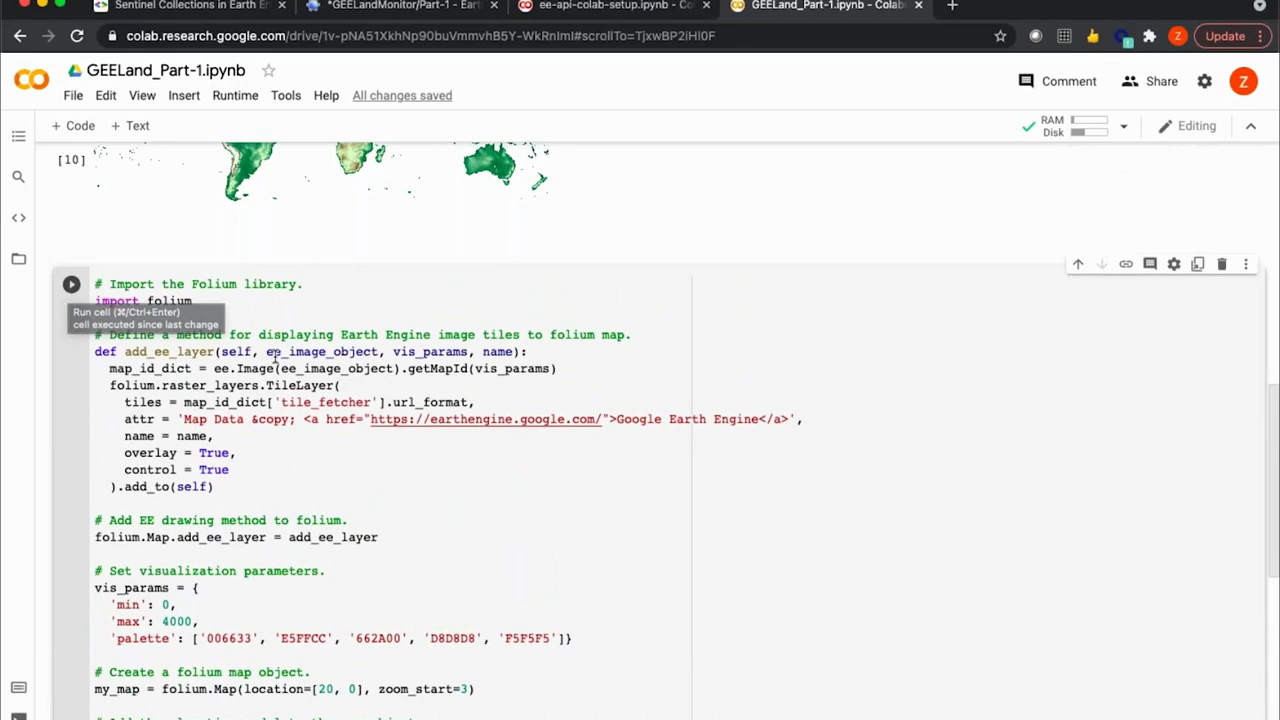 Sentinel Collections in Earth En
*GEELandMonitor/Part-1 - Eart
ee-api-colab-setup.ipynb - Co
GEELand_Part-1.ipynb - Colab
colab.research.google.com/drive/1v-pNA51XkhNp90buVmmvhB5Y-WkRnImI#scrollTo=TjxwBP2iHl0F
Z
Update
GEELand_Part-1.ipynb
Comment
Share
Z
File Edit View Insert Runtime Tools Help All changes saved
+ Code + Text
RAM
Disk
Editing
[10]
# Import the Folium library.
import folium
Run cell (⌘/Ctrl+Enter)
cell executed since last change
# Define a method for displaying Earth Engine image tiles to folium map.
def add_ee_layer(self, ee_image_object, vis_params, name):
map_id_dict = ee.Image(ee_image_object).getMapId(vis_params)
folium.raster_layers.TileLayer(
tiles = map_id_dict['tile_fetcher'].url_format,
attr = 'Map Data &copy; <a href="https://earthengine.google.com/">Google Earth Engine</a>',
name = name,
overlay = True,
control = True
).add_to(self)
# Add EE drawing method to folium.
folium.Map.add_ee_layer = add_ee_layer
# Set visualization parameters.
vis_params = {
'min': 0,
'max': 4000,
'palette': ['006633', 'E5FFCC', '662A00', 'D8D8D8', 'F5F5F5']}
# Create a folium map object.
my_map = folium.Map(location=[20, 0], zoom_start=3)